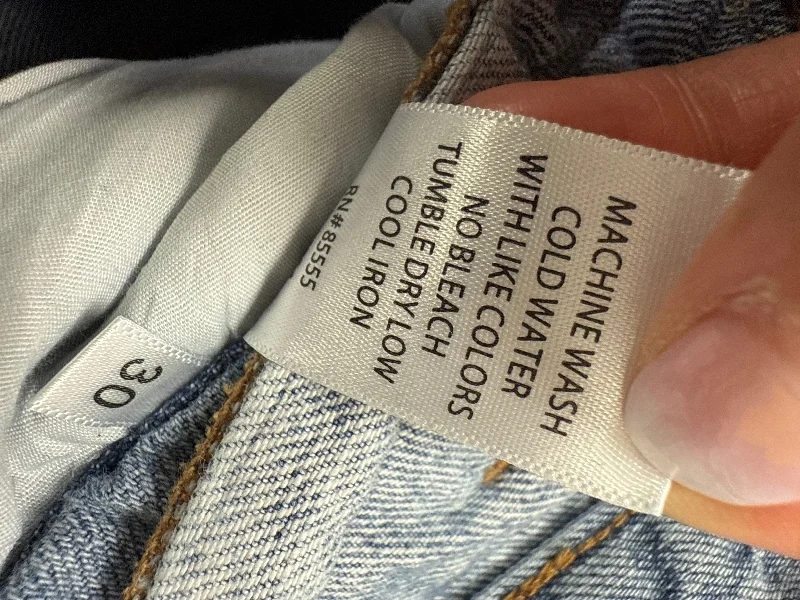 MACHINE WASH
COLD WATER
WITH LIKE COLORS
NO BLEACH
TUMBLE DRY LOW
COOL IRON
RN#85555
30